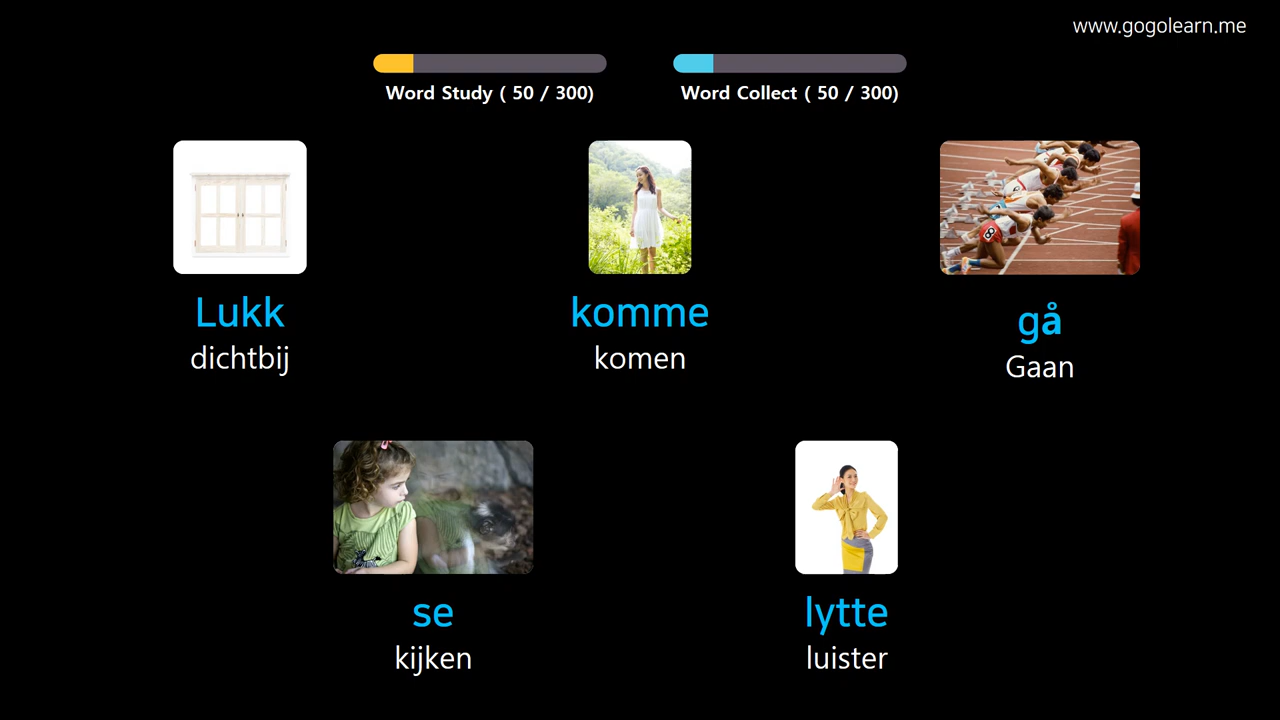 www.gogolearn.me
Word Study ( 50 / 300)
Word Collect ( 50 / 300)
Lukk
dichtbij
komme
komen
gå
Gaan
se
kijken
lytte
luister